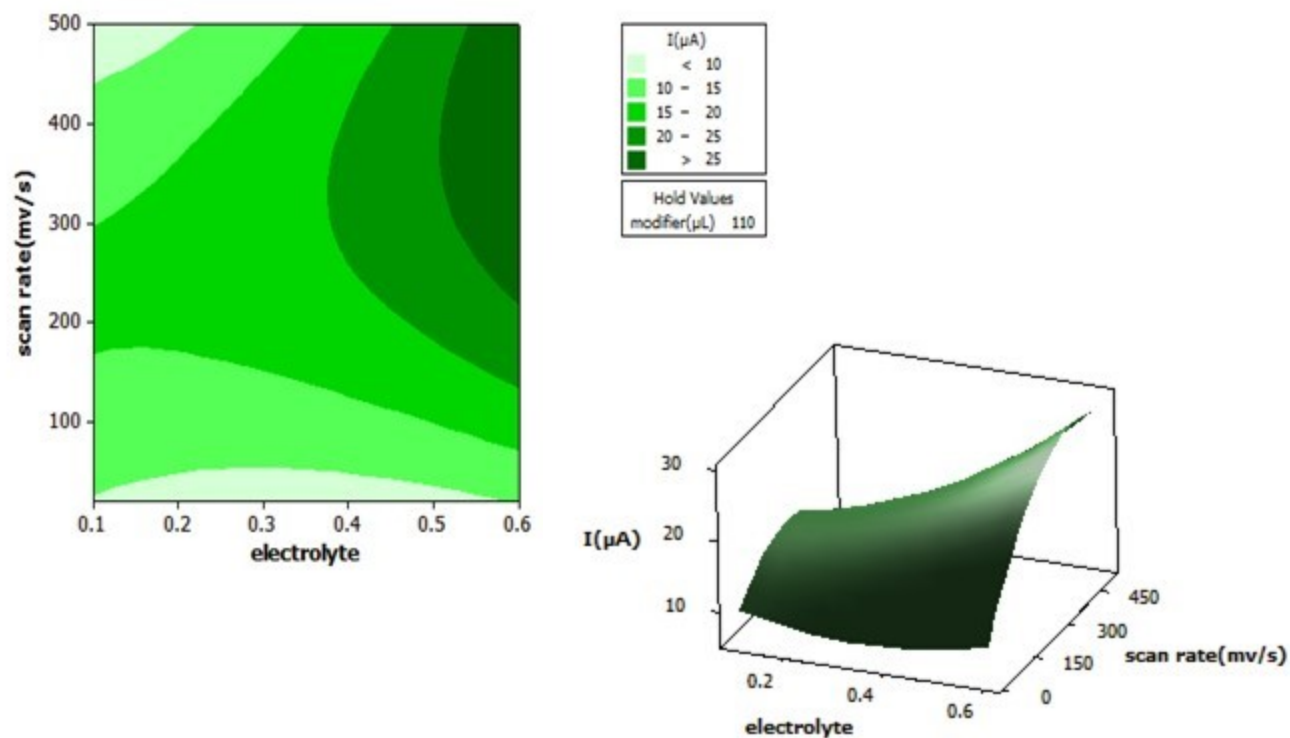 500
400
300
200
100
scan rate(mv/s)
0.1 0.2 0.3 0.4 0.5 0.6
electrolyte
I(µA)
< 10
10 – 15
15 – 20
20 – 25
> 25
Hold Values
modifier(µL) 110
30
20
10
I(µA)
0.2 0.4 0.6
electrolyte
450
300
150
0
scan rate(mv/s)